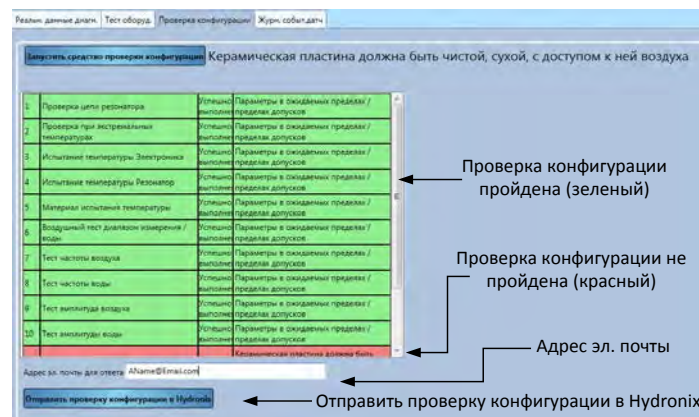 Реальн. данные диагн. Тест оборуд. Проверка конфигурации Журн. событ.датч
Запустить средство проверки конфигурации Керамическая пластина должна быть чистой, сухой, с доступом к ней воздуха
1 Проверка цепи резонатора Успешно выполнен Параметры в ожидаемых пределах / пределах допусков
2 Проверка при экстремальных температурах Успешно выполнен Параметры в ожидаемых пределах / пределах допусков
3 Испытание температуры Электроника Успешно выполнен Параметры в ожидаемых пределах / пределах допусков
4 Испытание температуры Резонатор Успешно выполнен Параметры в ожидаемых пределах / пределах допусков
5 Материал испытания температуры Успешно выполнен Параметры в ожидаемых пределах / пределах допусков
6 Воздушный тест диапазон измерения / воды Успешно выполнен Параметры в ожидаемых пределах / пределах допусков
7 Тест частоты воздуха Успешно выполнен Параметры в ожидаемых пределах / пределах допусков
8 Тест частоты воды Успешно выполнен Параметры в ожидаемых пределах / пределах допусков
9 Тест амплитуда воздуха Успешно выполнен Параметры в ожидаемых пределах / пределах допусков
10 Тест амплитуды воды Успешно выполнен Параметры в ожидаемых пределах / пределах допусков
Керамическая пластина должна быть
Адрес эл. почты для ответа AName@Email.com
Отправить проверку конфигурации в Hydronix
Проверка конфигурации
пройдена (зеленый)
Проверка конфигурации не
пройдена (красный)
Адрес эл. почты
Отправить проверку конфигурации в Hydronix